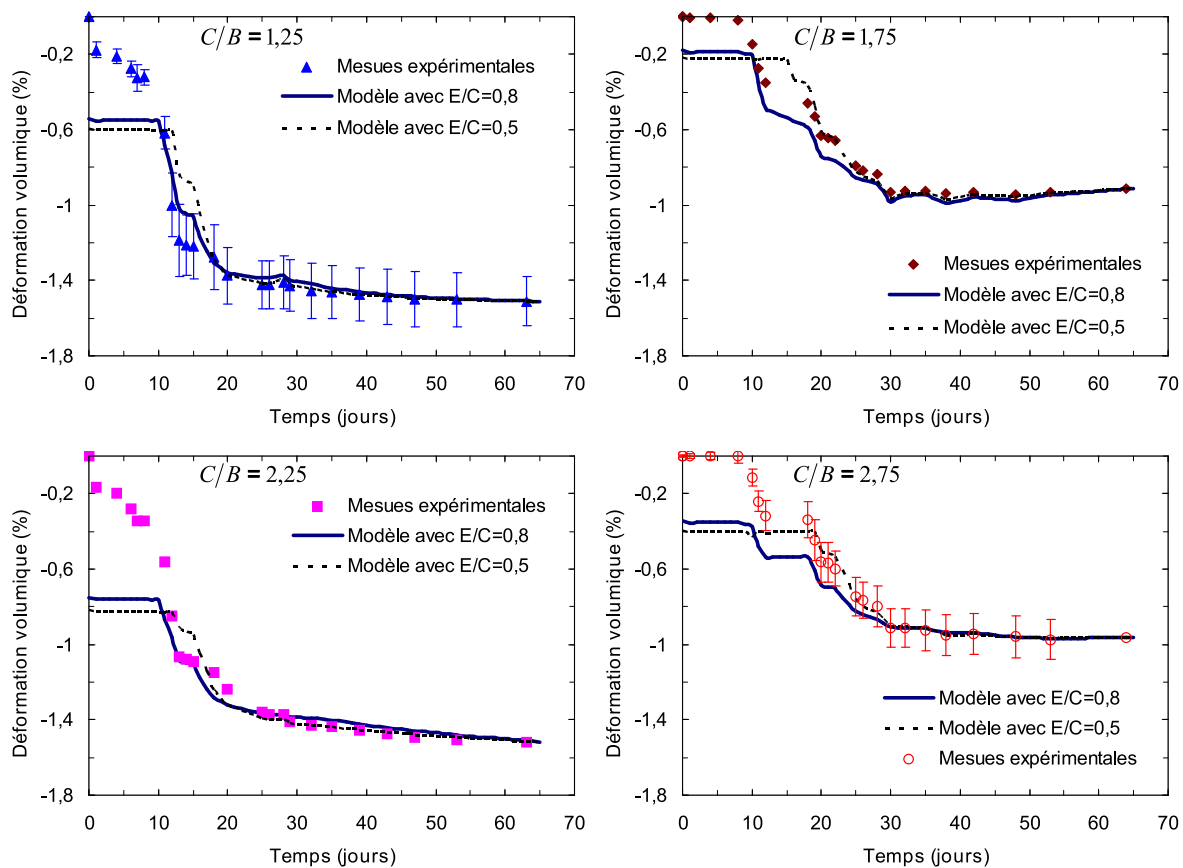 C/B = 1,25
Mesues expérimentales
Modèle avec E/C=0,8
Modèle avec E/C=0,5
Déformation volumique (%)
0
-0,2
-0,6
-1
-1,4
-1,8
0 10 20 30 40 50 60 70
Temps (jours)
C/B = 1,75
Mesues expérimentales
Modèle avec E/C=0,8
Modèle avec E/C=0,5
Déformation volumique (%)
-0,2
-0,6
-1
-1,4
-1,8
0 10 20 30 40 50 60 70
Temps (jours)
C/B = 2,25
Mesues expérimentales
Modèle avec E/C=0,8
Modèle avec E/C=0,5
Déformation volumique (%)
-0,2
-0,6
-1
-1,4
-1,8
0 10 20 30 40 50 60 70
Temps (jours)
C/B = 2,75
Modèle avec E/C=0,8
Modèle avec E/C=0,5
Mesues expérimentales
Déformation volumique (%)
-0,2
-0,6
-1
-1,4
-1,8
0 10 20 30 40 50 60 70
Temps (jours)